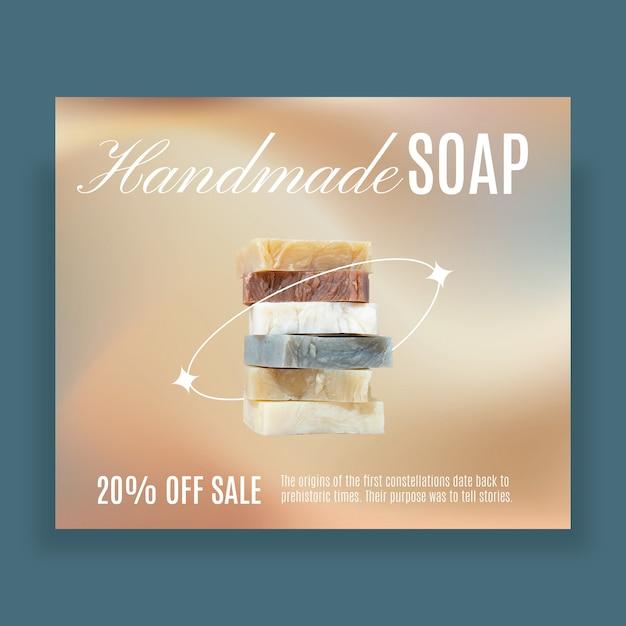 Handmade SOAP
20% OFF SALE
The origins of the first constellations date back to
prehistoric times. Their purpose was to tell stories.